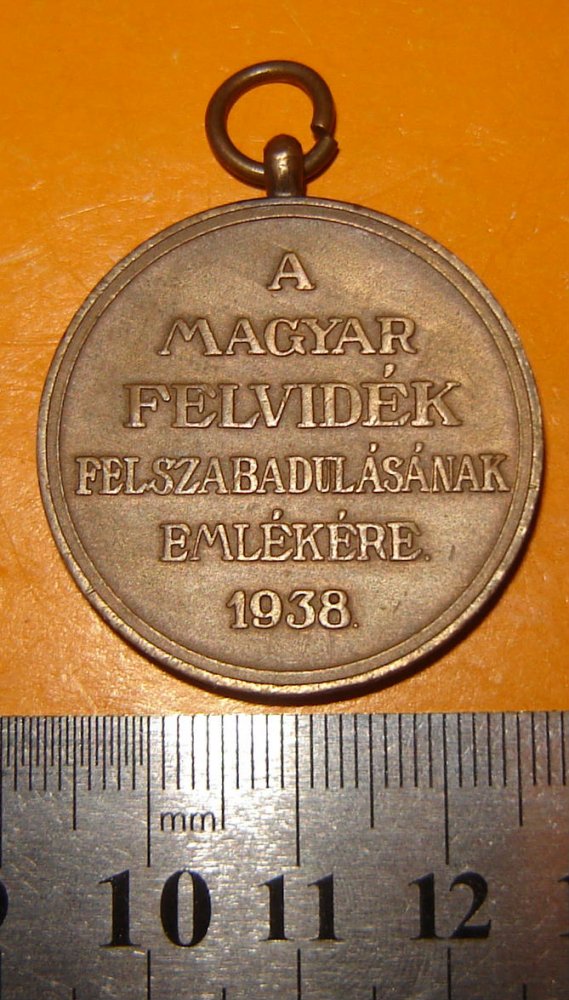 A
MAGYAR
FELVIDÉK
FELSZABADULÁSÁNAK
EMLÉKÉRE.
1938.
mm
10 11 12